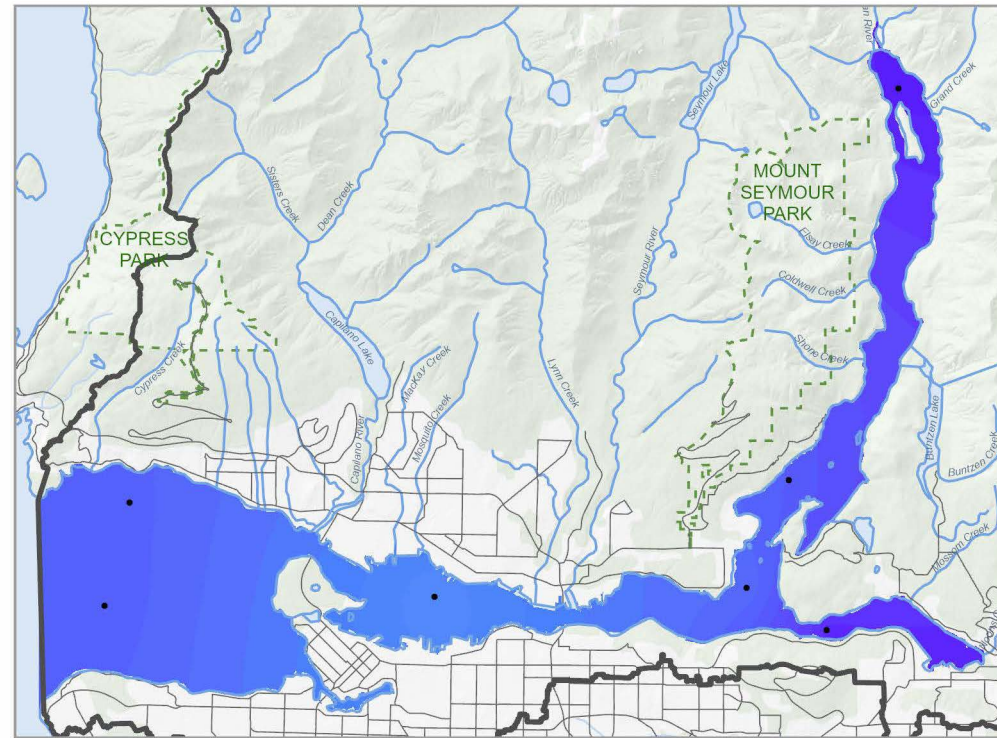 an River
Grand Creek
Seymour Lake
MOUNT
SEYMOUR
PARK
Sisters Creek
Dean Creek
CYPRESS
PARK
Elsay Creek
Seymour River
Coldwell Creek
Capilano Lake
Shone Creek
Cypress Creek
MacKay Creek
Lynn Creek
Mosquito Creek
Buntzen Lake
Capilano River
Buntzen Creek
Mossom Creek